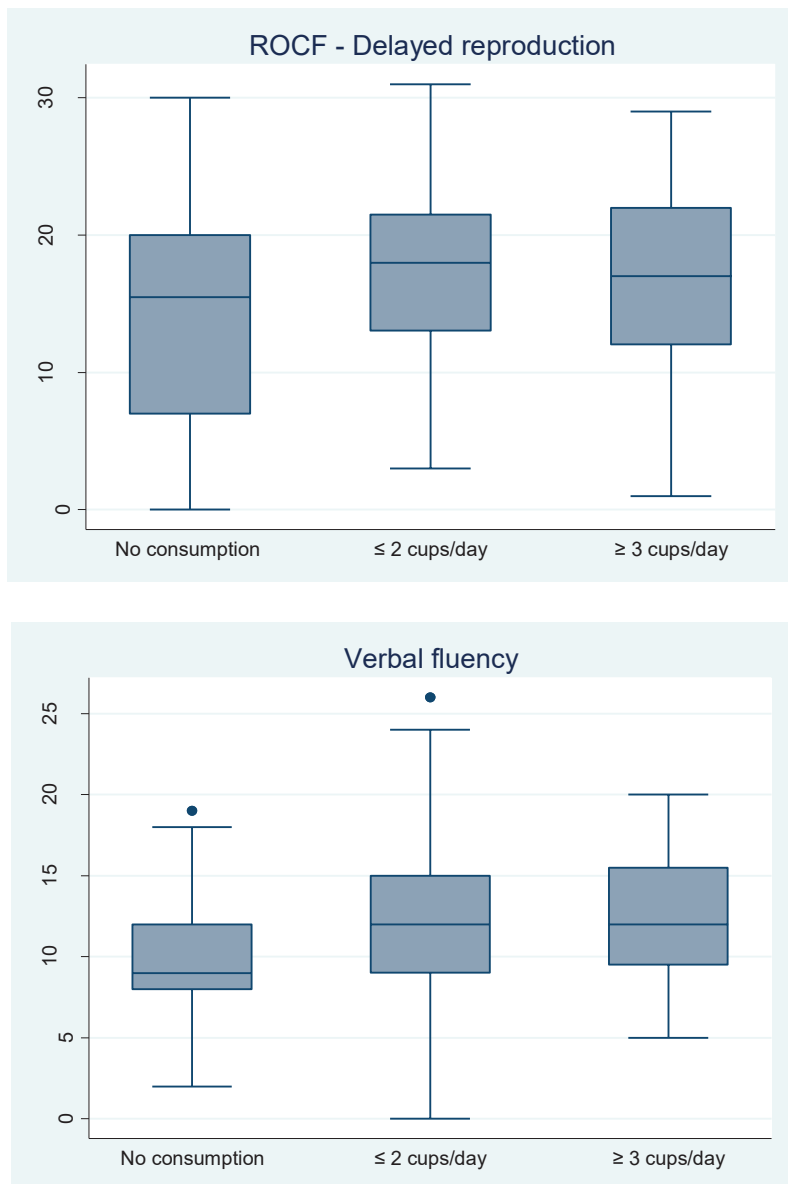 ROCF - Delayed reproduction
30
20
10
0
No consumption ≤ 2 cups/day ≥ 3 cups/day
Verbal fluency
25
20
15
10
5
0
No consumption ≤ 2 cups/day ≥ 3 cups/day